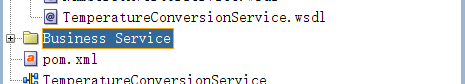 TemperatureConversionService.wsdl
Business Service
pom.xml
TemperatureConversionService